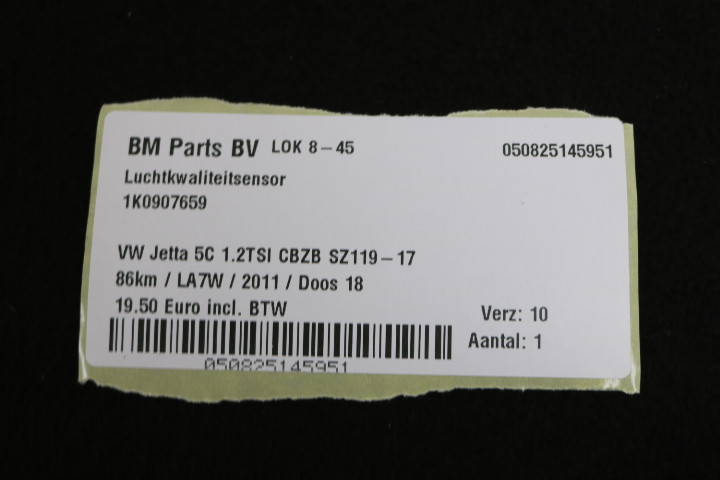 BM Parts BV LOK 8-45 050825145951
Luchtkwaliteitsensor
1K0907659
VW Jetta 5C 1.2TSI CBZB SZ119-17
86km / LA7W / 2011 / Doos 18
19.50 Euro incl. BTW Verz: 10
Aantal: 1
050825145951